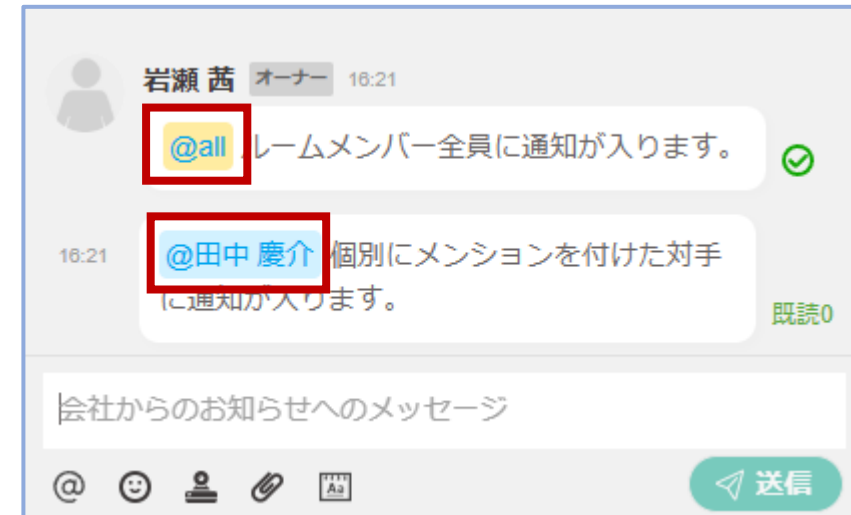 岩瀬 茜 オーナー 16:21
@all ルームメンバー全員に通知が入ります。
16:21
@田中 慶介 個別にメンションを付けた対手
に通知が入ります。
既読0
会社からのお知らせへのメッセージ
@ Aa 送信